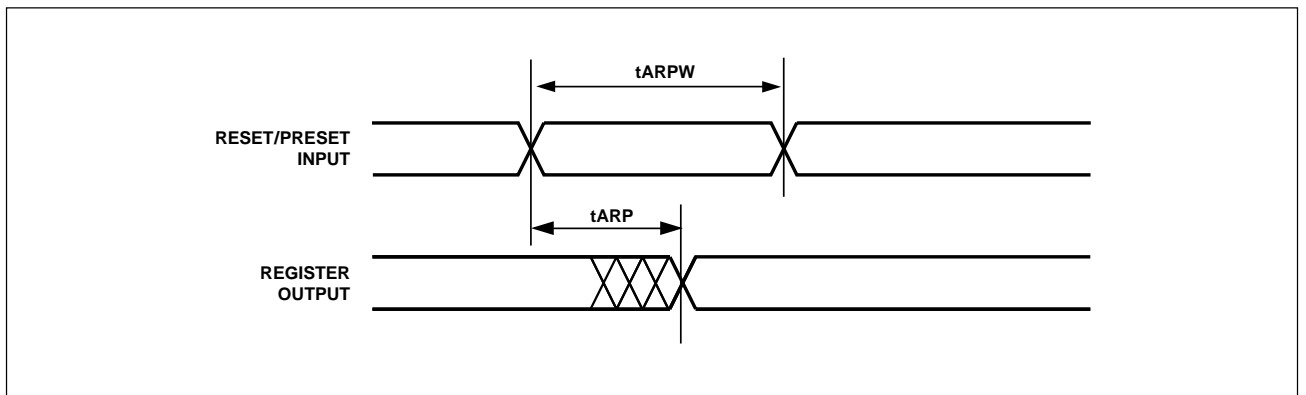 tARPW
RESET/PRESET
INPUT
tARP
REGISTER
OUTPUT